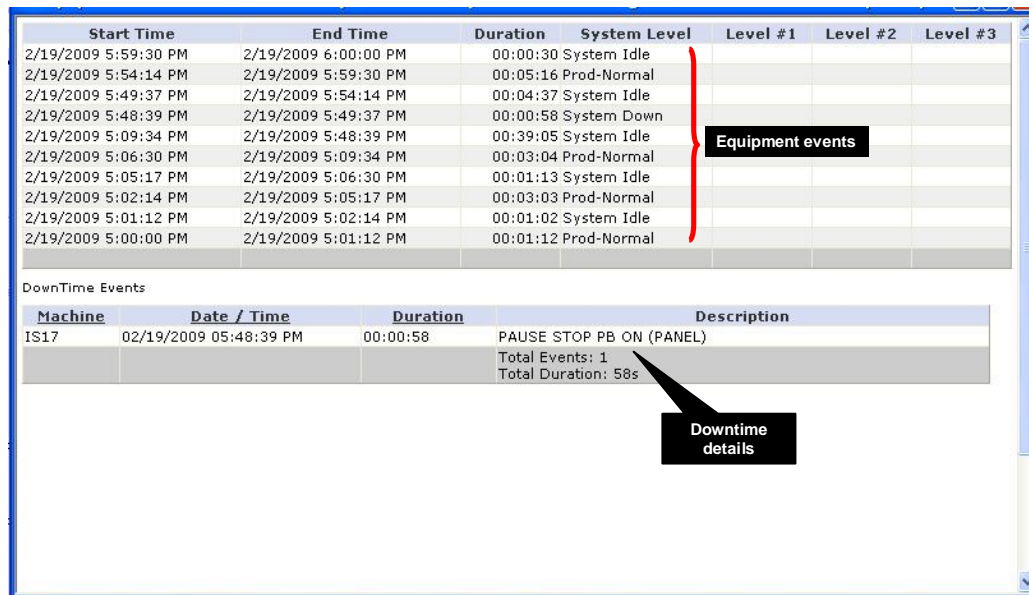 Start Time End Time Duration System Level Level #1 Level #2 Level #3
2/19/2009 5:59:30 PM 2/19/2009 6:00:00 PM 00:00:30 System Idle
2/19/2009 5:54:14 PM 2/19/2009 5:59:30 PM 00:05:16 Prod-Normal
2/19/2009 5:49:37 PM 2/19/2009 5:54:14 PM 00:04:37 System Idle
2/19/2009 5:48:39 PM 2/19/2009 5:49:37 PM 00:00:58 System Down
2/19/2009 5:09:34 PM 2/19/2009 5:48:39 PM 00:39:05 System Idle
Equipment events
2/19/2009 5:06:30 PM 2/19/2009 5:09:34 PM 00:03:04 Prod-Normal
2/19/2009 5:05:17 PM 2/19/2009 5:06:30 PM 00:01:13 System Idle
2/19/2009 5:02:14 PM 2/19/2009 5:05:17 PM 00:03:03 Prod-Normal
2/19/2009 5:01:12 PM 2/19/2009 5:02:14 PM 00:01:02 System Idle
2/19/2009 5:00:00 PM 2/19/2009 5:01:12 PM 00:01:12 Prod-Normal
DownTime Events
Machine Date / Time Duration Description
IS17 02/19/2009 05:48:39 PM 00:00:58 PAUSE STOP PB ON (PANEL)
Total Events: 1
Total Duration: 58s
Downtime
details